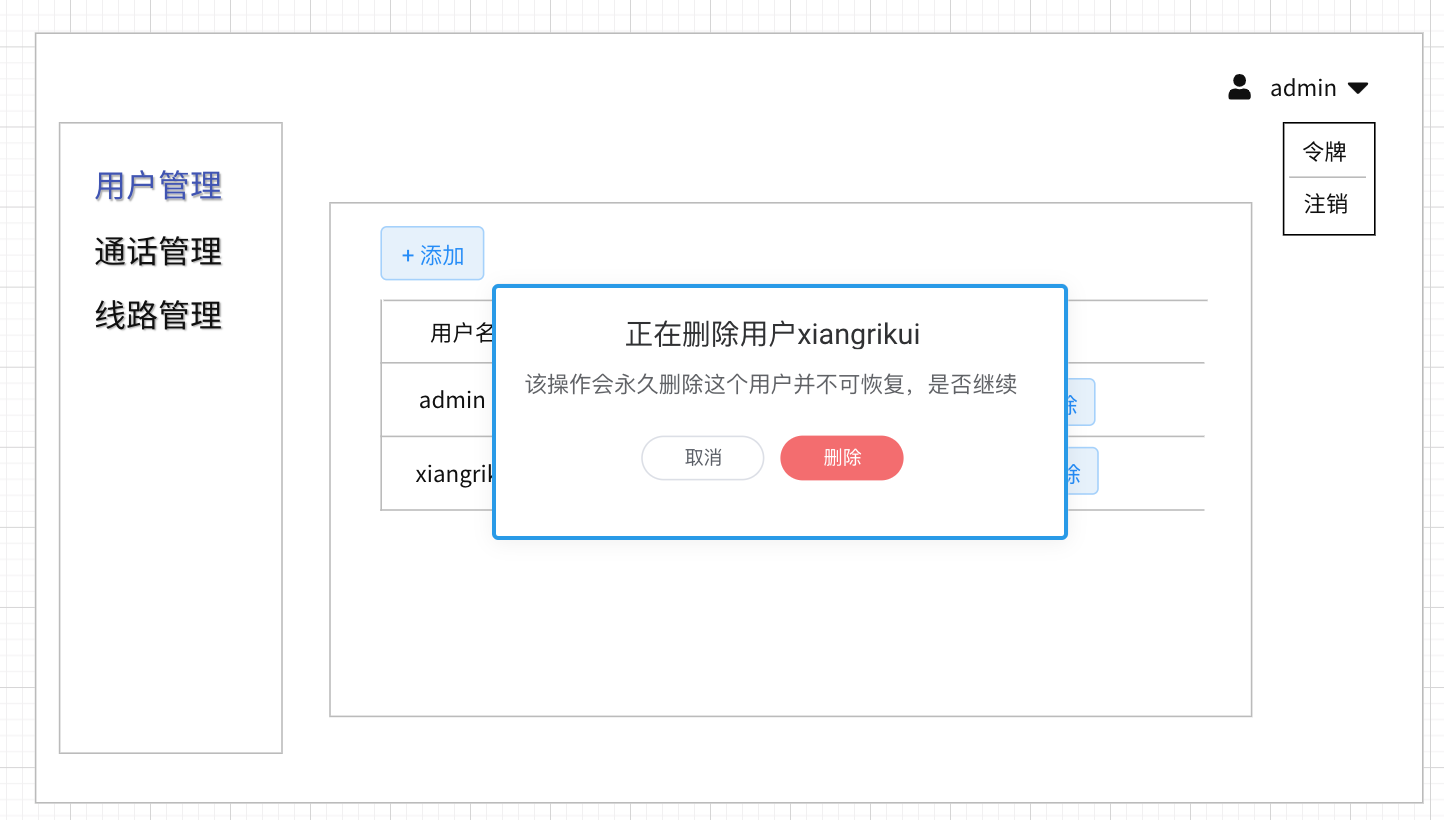 admin
令牌
注销
用户管理
通话管理
线路管理
+ 添加
用户名
admin
除
xiangrik
除
正在删除用户xiangrikui
该操作会永久删除这个用户并不可恢复，是否继续
取消
删除